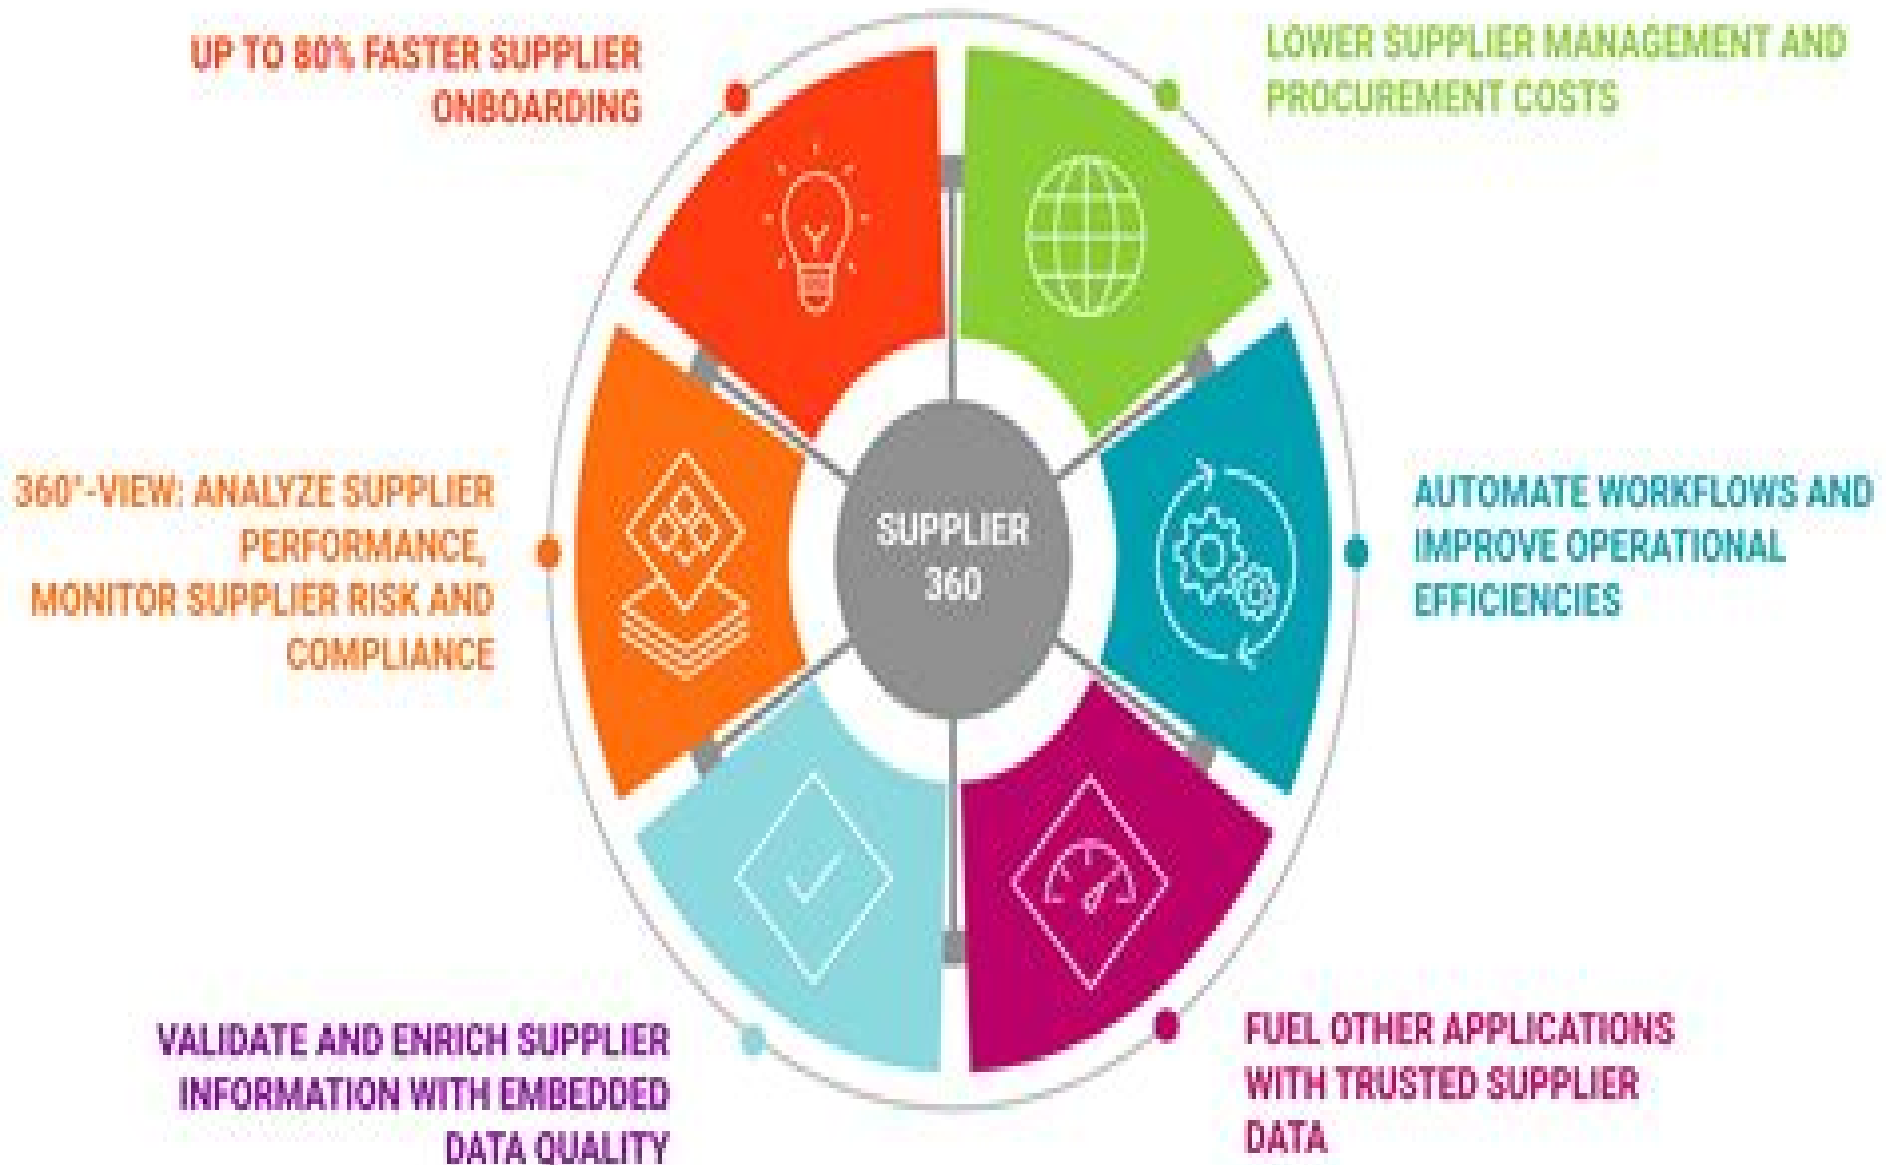 UP TO 80% FASTER SUPPLIER
ONBOARDING
LOWER SUPPLIER MANAGEMENT AND
PROCUREMENT COSTS
360°-VIEW: ANALYZE SUPPLIER
PERFORMANCE,
MONITOR SUPPLIER RISK AND
COMPLIANCE
SUPPLIER
360
AUTOMATE WORKFLOWS AND
IMPROVE OPERATIONAL
EFFICIENCIES
VALIDATE AND ENRICH SUPPLIER
INFORMATION WITH EMBEDDED
DATA QUALITY
FUEL OTHER APPLICATIONS
WITH TRUSTED SUPPLIER
DATA